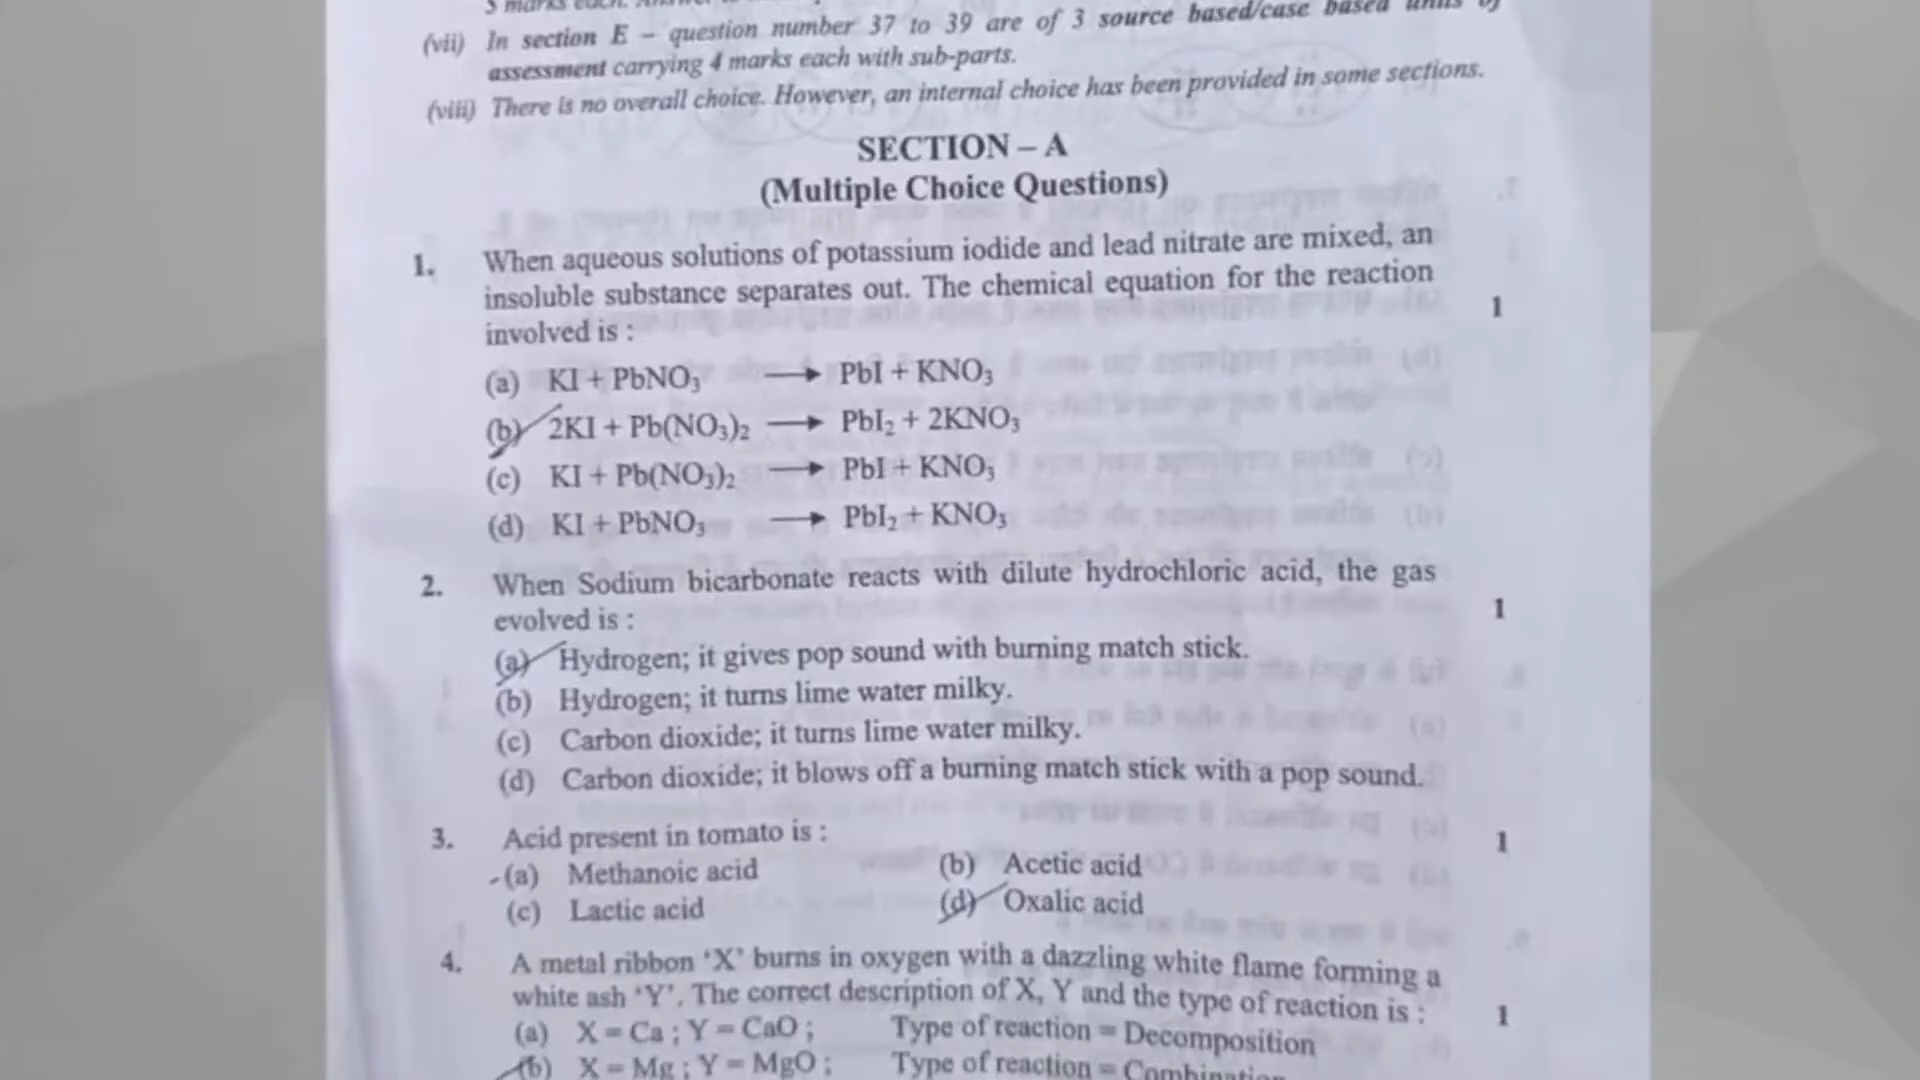 (vii) In section E – question number 37 to 39 are of 3 source based/case based units of
assessment carrying 4 marks each with sub-parts.
(viii) There is no overall choice. However, an internal choice has been provided in some sections.
SECTION – A
(Multiple Choice Questions)
1. When aqueous solutions of potassium iodide and lead nitrate are mixed, an
insoluble substance separates out. The chemical equation for the reaction
involved is : 1
(a) KI + PbNO₃ ⟶ PbI + KNO₃
(b) 2KI + Pb(NO₃)₂ ⟶ PbI₂ + 2KNO₃
(c) KI + Pb(NO₃)₂ ⟶ PbI + KNO₃
(d) KI + PbNO₃ ⟶ PbI₂ + KNO₃
2. When Sodium bicarbonate reacts with dilute hydrochloric acid, the gas
evolved is : 1
(a) Hydrogen; it gives pop sound with burning match stick.
(b) Hydrogen; it turns lime water milky.
(c) Carbon dioxide; it turns lime water milky.
(d) Carbon dioxide; it blows off a burning match stick with a pop sound.
3. Acid present in tomato is : 1
(a) Methanoic acid (b) Acetic acid
(c) Lactic acid (d) Oxalic acid
4. A metal ribbon ‘X’ burns in oxygen with a dazzling white flame forming a
white ash ‘Y’. The correct description of X, Y and the type of reaction is : 1
(a) X = Ca ; Y = CaO ; Type of reaction = Decomposition
(b) X = Mg ; Y = MgO ; Type of reaction = Combination